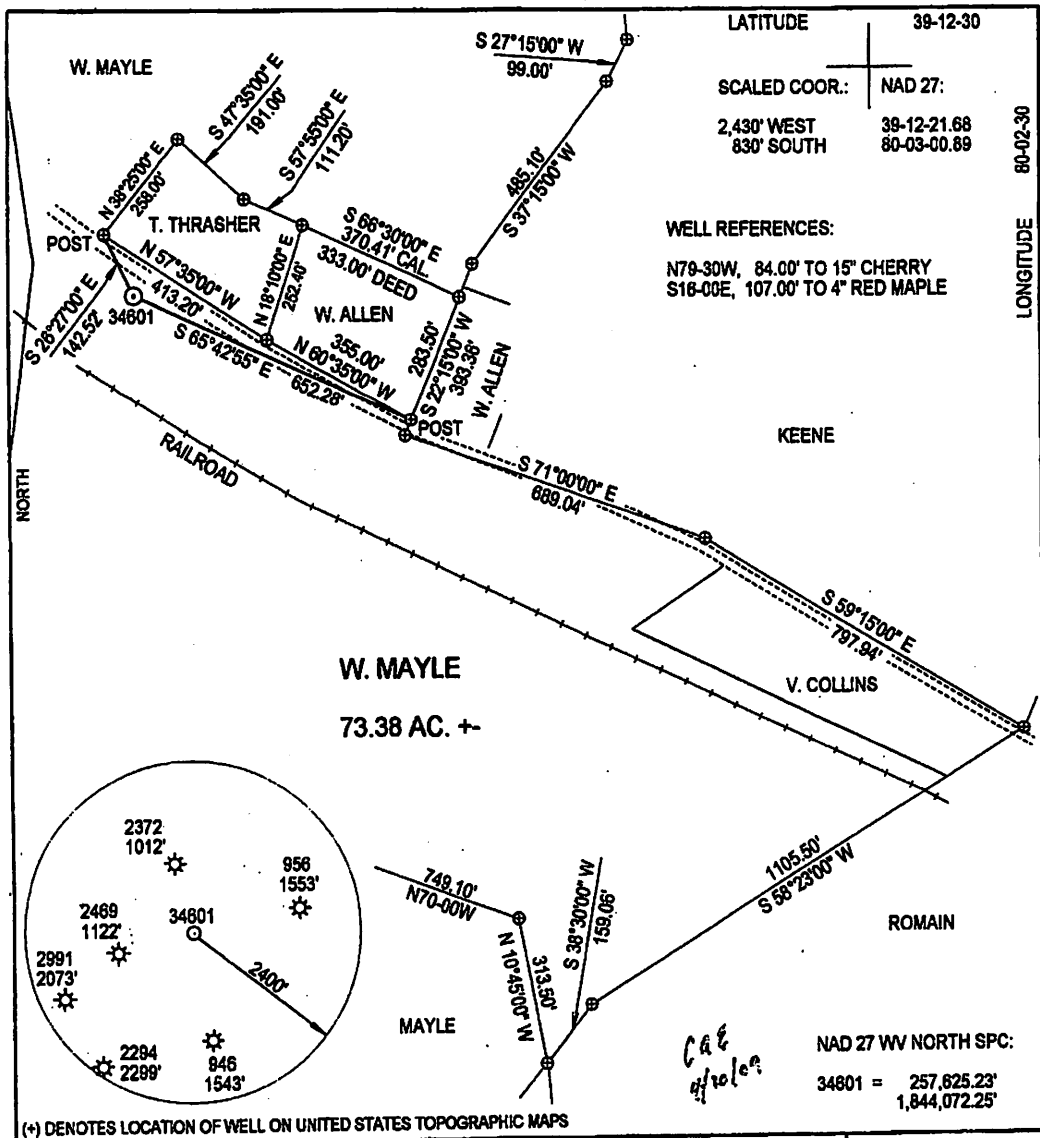 LATITUDE 39-12-30
S 27°15'00" W
99.00'
W. MAYLE
S 47°35'00" E
191.00'
SCALED COOR.: NAD 27:
2,430' WEST 39-12-21.68
830' SOUTH 80-03-00.89
LONGITUDE 80-02-30
S 57°55'00" E
111.20'
485.10'
S 37°15'00" W
N 38°25'00" E
258.00'
T. THRASHER
S 66°30'00" E
370.41' CAL.
333.00' DEED
WELL REFERENCES:
N79-30W, 84.00' TO 15" CHERRY
S16-00E, 107.00' TO 4" RED MAPLE
POST
N 57°35'00" W
413.20'
N 18°10'00" E
252.40'
W. ALLEN
S 26°27'00" E
142.52'
34601
S 65°42'55" E
652.28'
355.00'
N 60°35'00" W
283.50'
S 22°15'00" W
393.36'
W. ALLEN
POST
KEENE
NORTH
RAILROAD
S 71°00'00" E
689.04'
S 59°15'00" E
797.94'
V. COLLINS
W. MAYLE
73.38 AC. +-
2372
1012'
956
1553'
2469
1122'
34601
2991
2073'
2400'
2294
2299'
946
1543'
749.10'
N70-00W
N 10°45'00" W
313.50'
S 38°30'00" W
159.06'
1105.50'
S 58°23'00" W
ROMAIN
MAYLE
NAD 27 WV NORTH SPC:
34601 = 257,625.23'
1,844,072.25'
(+) DENOTES LOCATION OF WELL ON UNITED STATES TOPOGRAPHIC MAPS